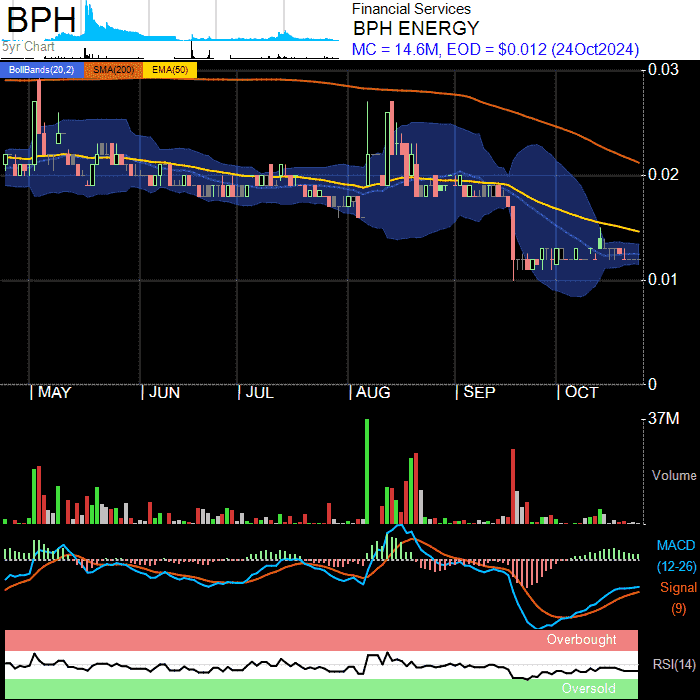 BPH
5yr Chart
Financial Services
BPH ENERGY
MC = 14.6M, EOD = $0.012 (24Oct2024)
BollBands(20,2) SMA(200) EMA(50)
0.03
0.02
0.01
0
MAY JUN JUL AUG SEP OCT
37M
Volume
MACD
(12-26)
Signal
(9)
Overbought
RSI(14)
Oversold